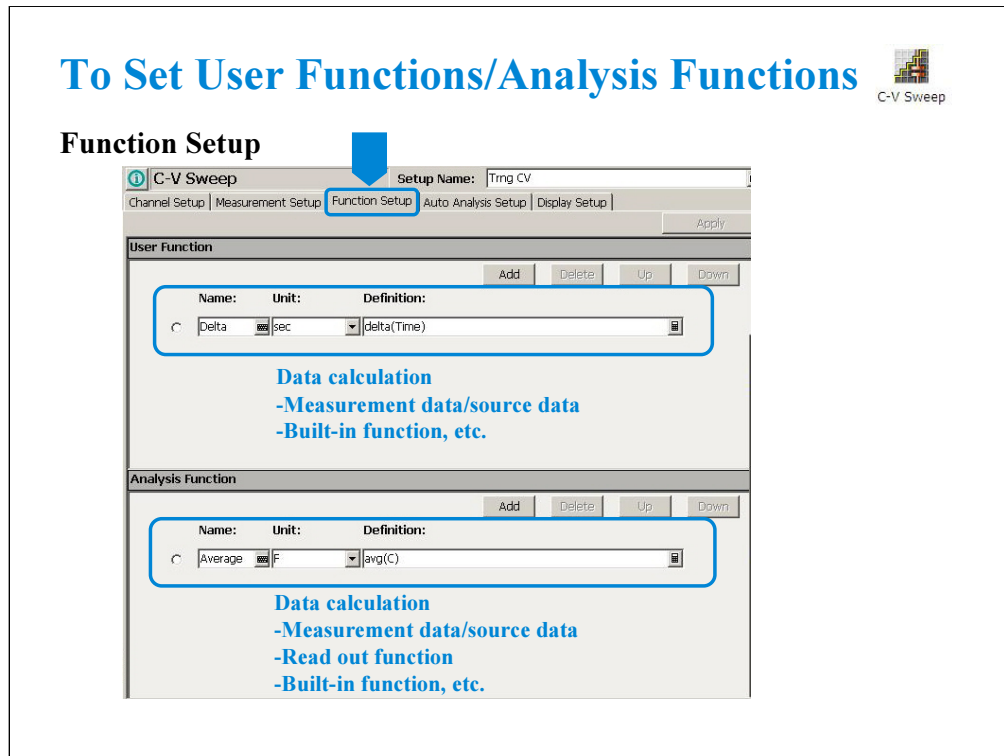 To Set User Functions/Analysis Functions
C-V Sweep
Function Setup
C-V Sweep Setup Name: Trng CV
Channel Setup Measurement Setup Function Setup Auto Analysis Setup Display Setup
Apply
User Function
Add Delete Up Down
Name: Unit: Definition:
Delta sec delta(Time)
Data calculation
-Measurement data/source data
-Built-in function, etc.
Analysis Function
Add Delete Up Down
Name: Unit: Definition:
Average F avg(C)
Data calculation
-Measurement data/source data
-Read out function
-Built-in function, etc.